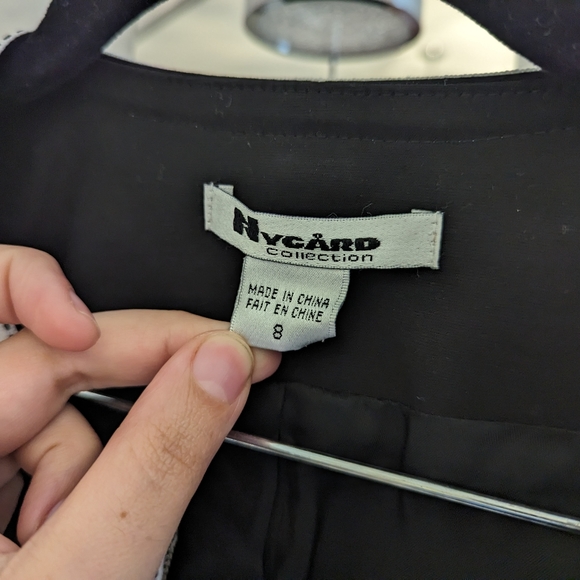 NYGÅRD
Collection
MADE IN CHINA
FAIT EN CHINE
8